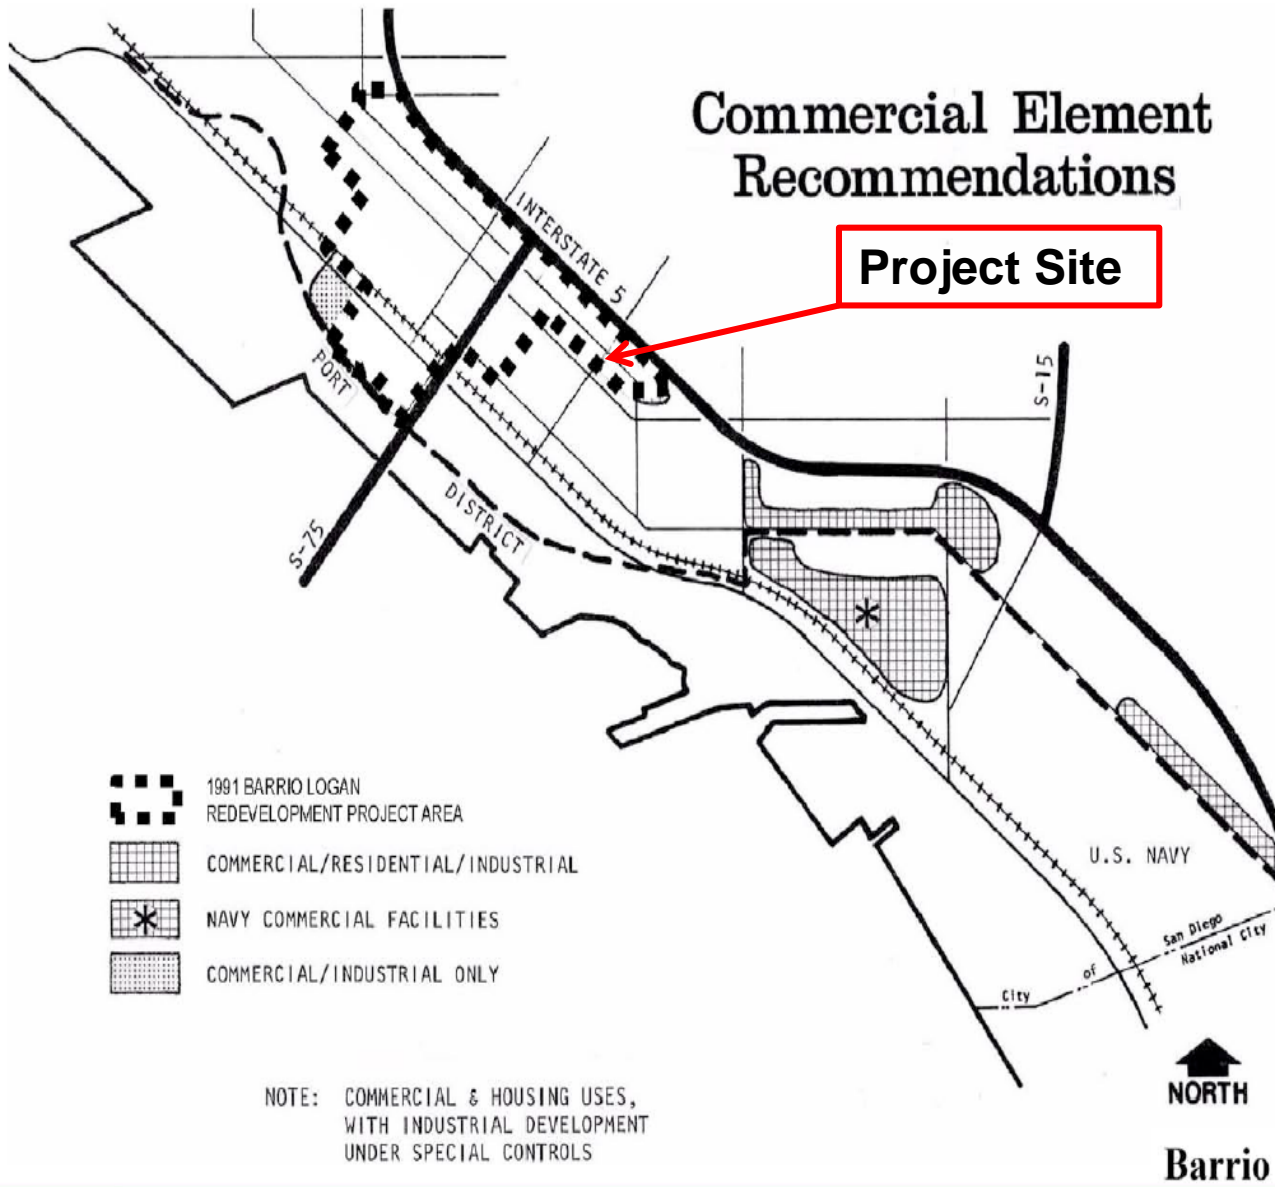 Commercial Element
Recommendations
Project Site
INTERSTATE 5
S-15
PORT
DISTRICT
S-75
1991 BARRIO LOGAN
REDEVELOPMENT PROJECT AREA
COMMERCIAL/RESIDENTIAL/INDUSTRIAL
NAVY COMMERCIAL FACILITIES
COMMERCIAL/INDUSTRIAL ONLY
U.S. NAVY
San Diego
City of
National City
NOTE: COMMERCIAL & HOUSING USES,
WITH INDUSTRIAL DEVELOPMENT
UNDER SPECIAL CONTROLS
NORTH
Barrio